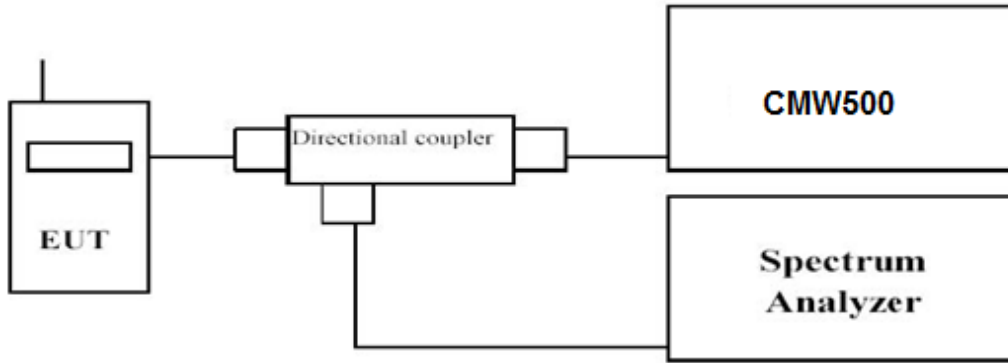 CMW500
Directional coupler
EUT
Spectrum
Analyzer